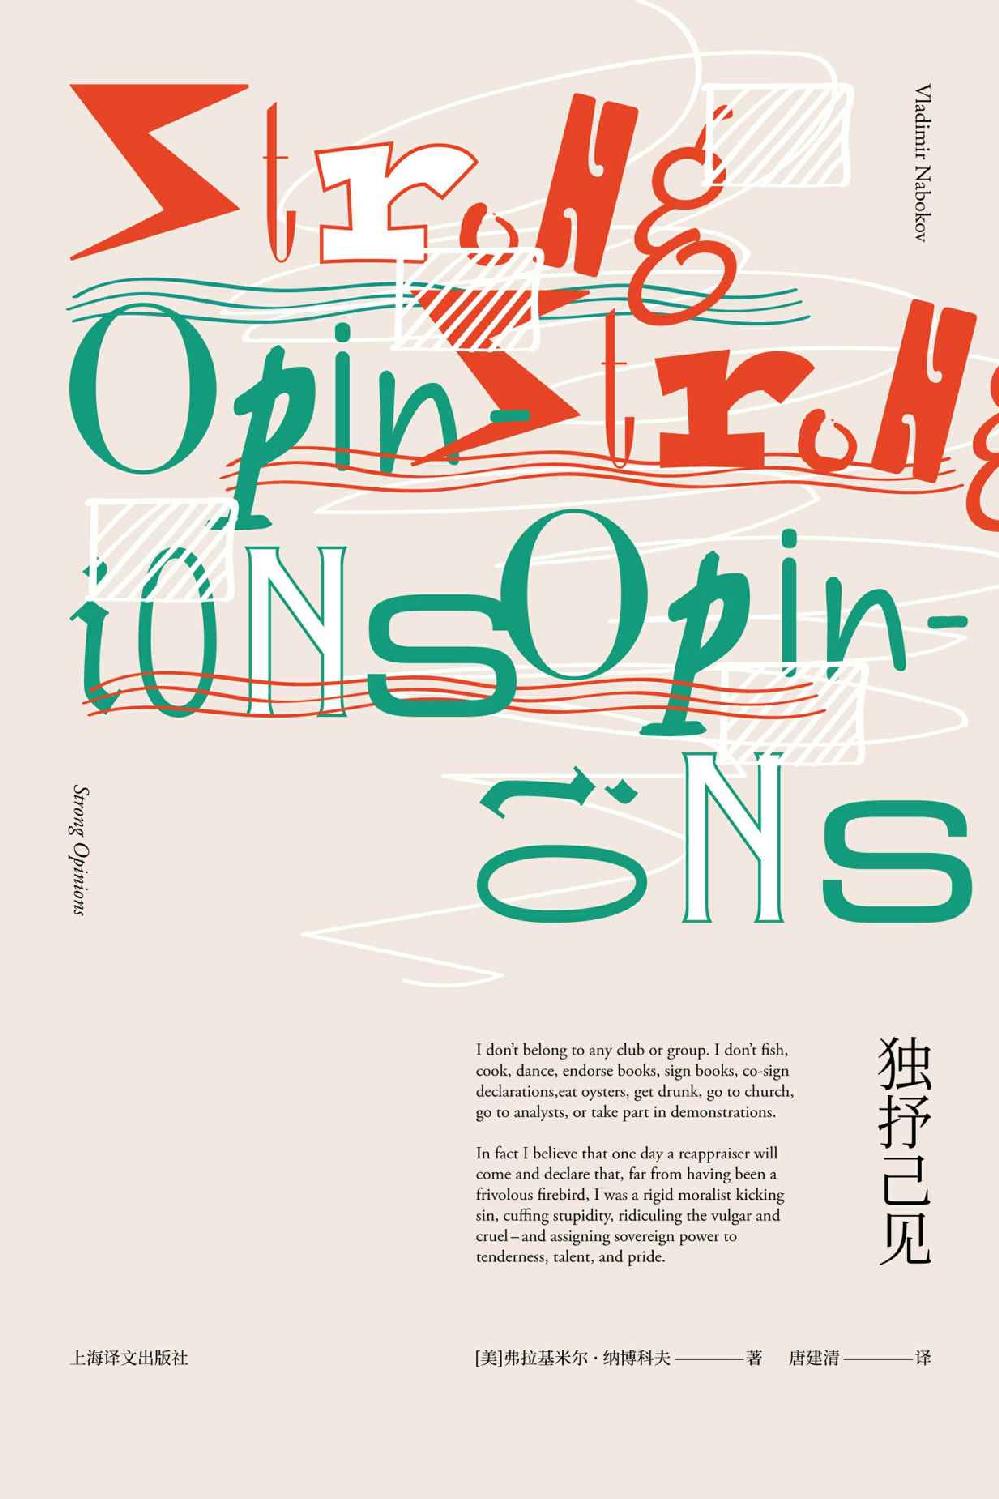 Strong
Vladimir Nabokov
Opin-
Strong
ions
Opin-
ions
Strong Opinions
I don't belong to any club or group. I don't fish,
cook, dance, endorse books, sign books, co-sign
declarations,eat oysters, get drunk, go to church,
go to analysts, or take part in demonstrations.
In fact I believe that one day a reappraiser will
come and declare that, far from having been a
frivolous firebird, I was a rigid moralist kicking
sin, cuffing stupidity, ridiculing the vulgar and
cruel–and assigning sovereign power to
tenderness, talent, and pride.
独抒己见
上海译文出版社
[美]弗拉基米尔·纳博科夫————著 唐建清————译